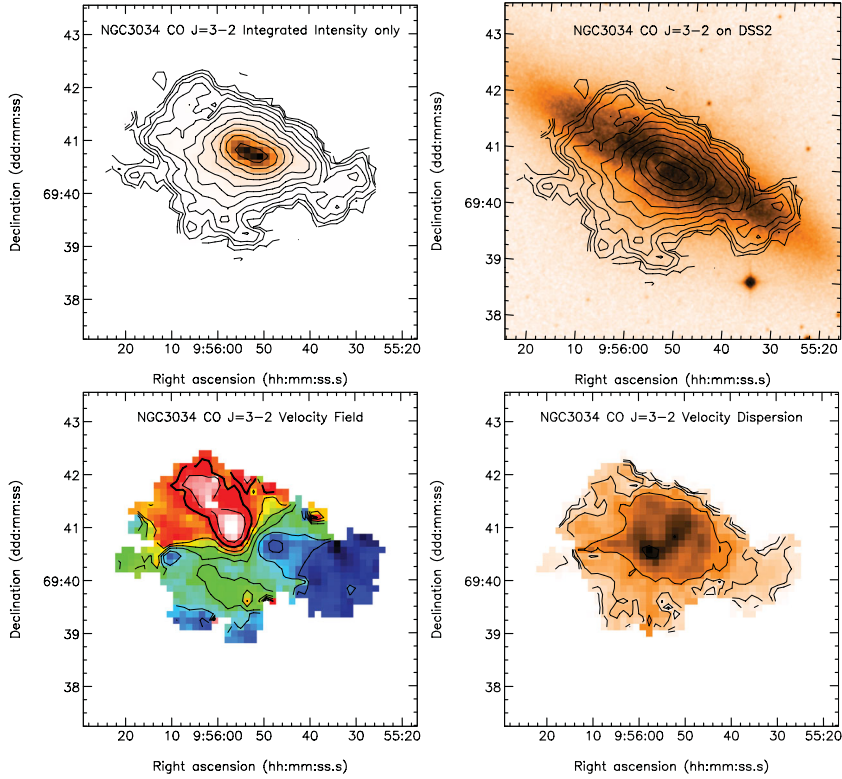 NGC3034 CO J=3-2 Integrated Intensity only
Declination (ddd:mm:ss)
43
42
41
69:40
39
38
20 10 9:56:00 50 40 30 55:20
Right ascension (hh:mm:ss.s)
NGC3034 CO J=3-2 on DSS2
Declination (ddd:mm:ss)
43
42
41
69:40
39
38
20 10 9:56:00 50 40 30 55:20
Right ascension (hh:mm:ss.s)
NGC3034 CO J=3-2 Velocity Field
Declination (ddd:mm:ss)
43
42
41
69:40
39
38
20 10 9:56:00 50 40 30 55:20
Right ascension (hh:mm:ss.s)
NGC3034 CO J=3-2 Velocity Dispersion
Declination (ddd:mm:ss)
43
42
41
69:40
39
38
20 10 9:56:00 50 40 30 55:20
Right ascension (hh:mm:ss.s)